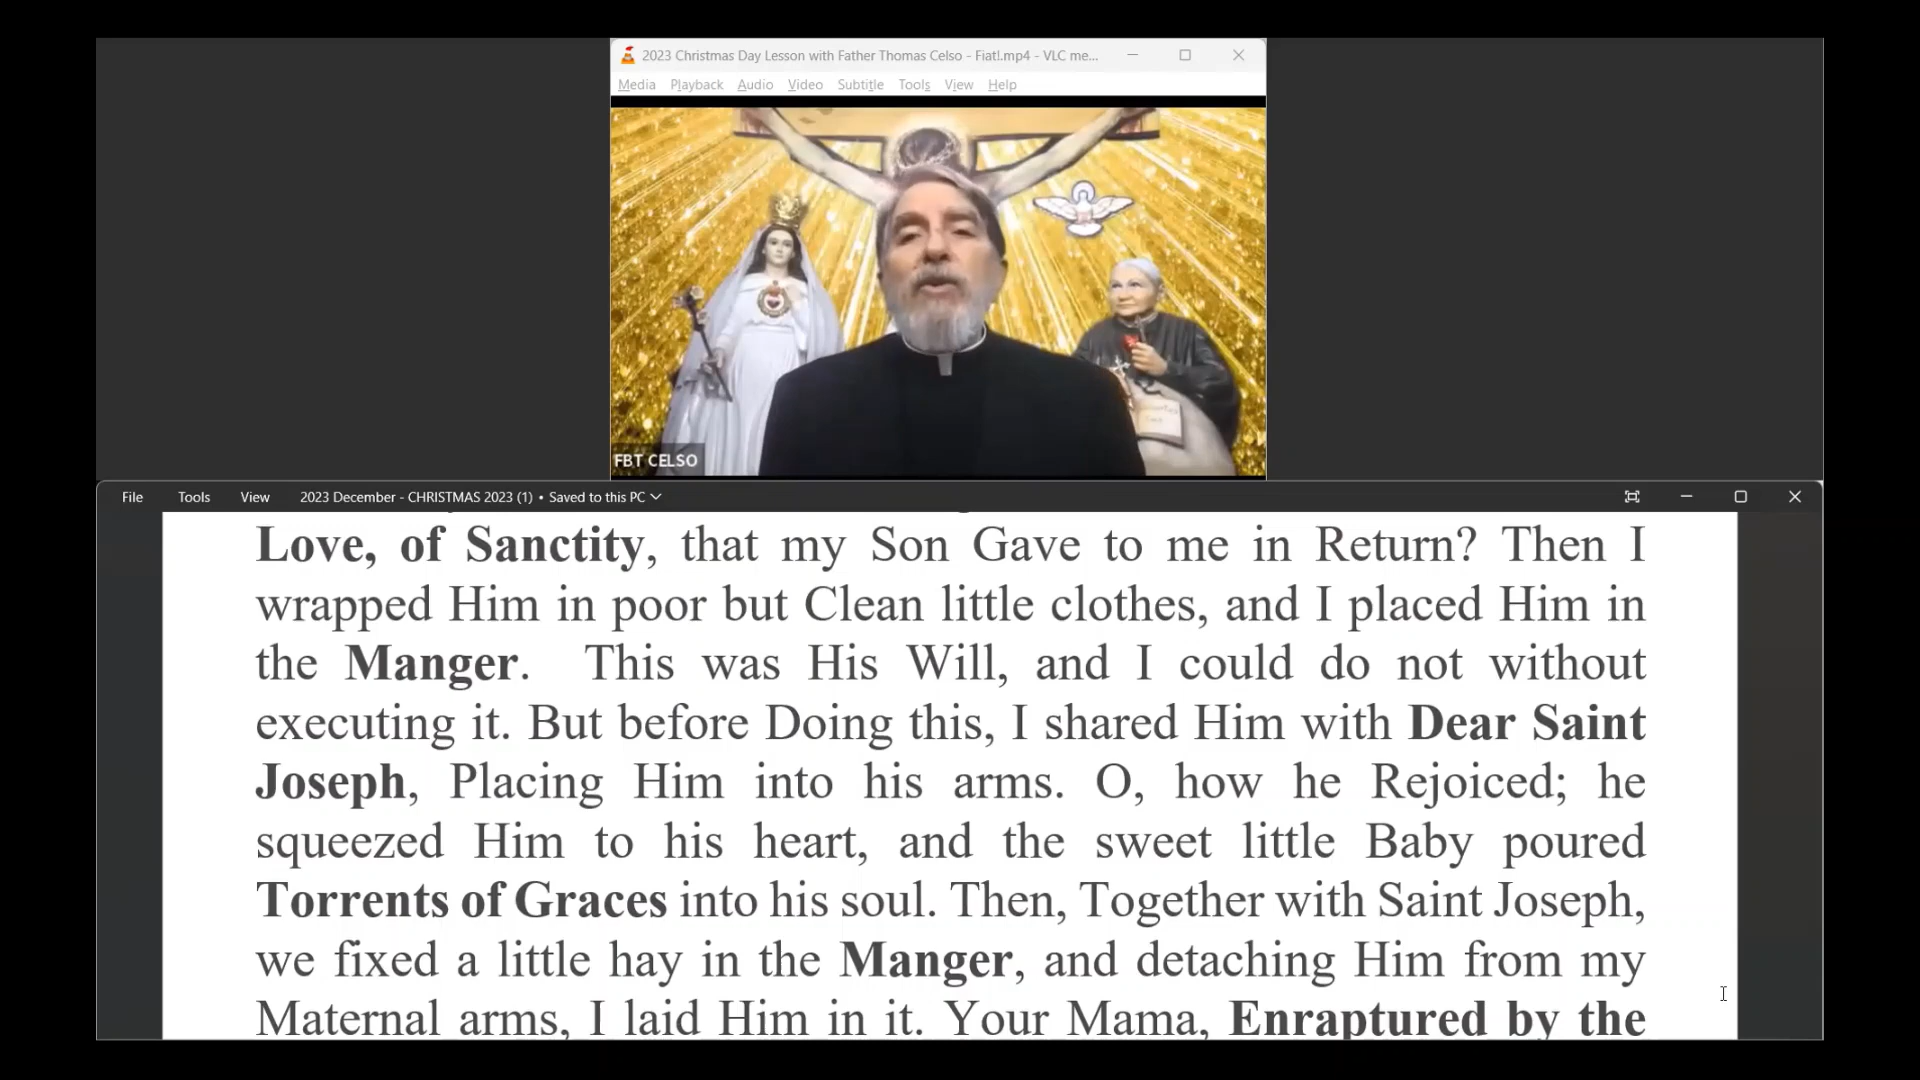 2023 Christmas Day Lesson with Father Thomas Celso - Fiat!.mp4 - VLC me...
Media Playback Audio Video Subtitle Tools View Help
FBT CELSO
File Tools View 2023 December - CHRISTMAS 2023 (1) • Saved to this PC
Love, of Sanctity, that my Son Gave to me in Return? Then I
wrapped Him in poor but Clean little clothes, and I placed Him in
the Manger. This was His Will, and I could do not without
executing it. But before Doing this, I shared Him with Dear Saint
Joseph, Placing Him into his arms. O, how he Rejoiced; he
squeezed Him to his heart, and the sweet little Baby poured
Torrents of Graces into his soul. Then, Together with Saint Joseph,
we fixed a little hay in the Manger, and detaching Him from my
Maternal arms, I laid Him in it. Your Mama, Enraptured by the